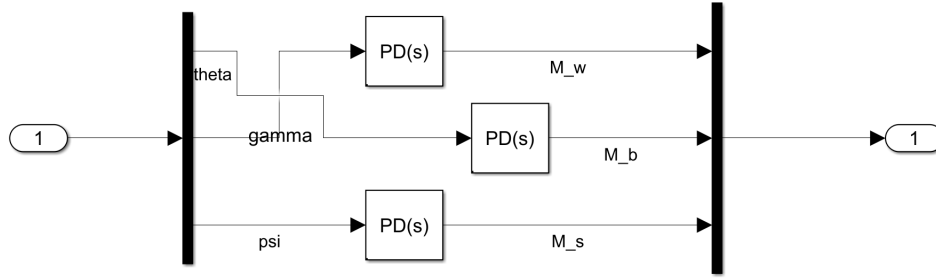 PD(s)
M_w
theta
1
gamma
PD(s)
M_b
1
PD(s)
psi
M_s